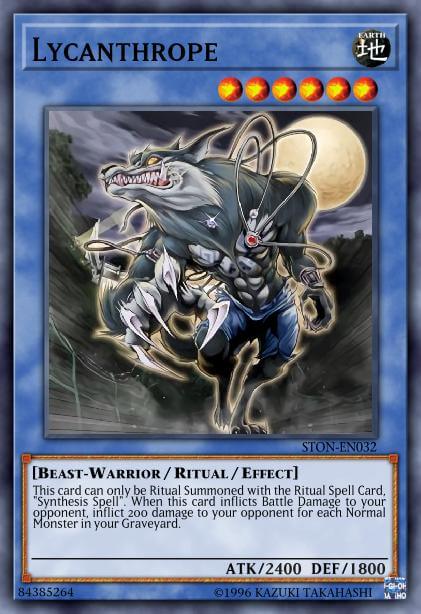 LYCANTHROPE
EARTH
地
STON-EN032
[BEAST-WARRIOR / RITUAL / EFFECT]
This card can only be Ritual Summoned with the Ritual Spell Card,
"Synthesis Spell". When this card inflicts Battle Damage to your
opponent, inflict 200 damage to your opponent for each Normal
Monster in your Graveyard.
ATK/2400 DEF/1800
84385264
©1996 KAZUKI TAKAHASHI